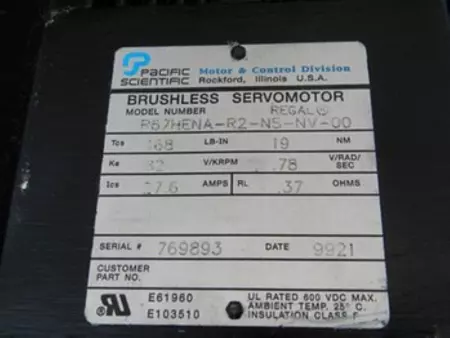 PACIFIC
SCIENTIFIC
Motor & Control Division
Rockford, Illinois U.S.A.
BRUSHLESS SERVOMOTOR
MODEL NUMBER REGAL®
R67HENA-R2-NS-NV-00
Tcs 168 LB-IN 19 NM
KE 82 V/KRPM .78 V/RAD/SEC
Ics 27.6 AMPS RL .37 OHMS
SERIAL # 769893 DATE 9921
CUSTOMER
PART NO.
E61960 UL RATED 600 VDC MAX.
E103510 AMBIENT TEMP. 25° C.
INSULATION CLASS F